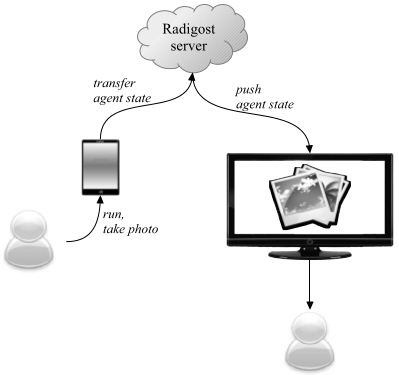 Radigost
server
transfer
agent state
push
agent state
run,
take photo